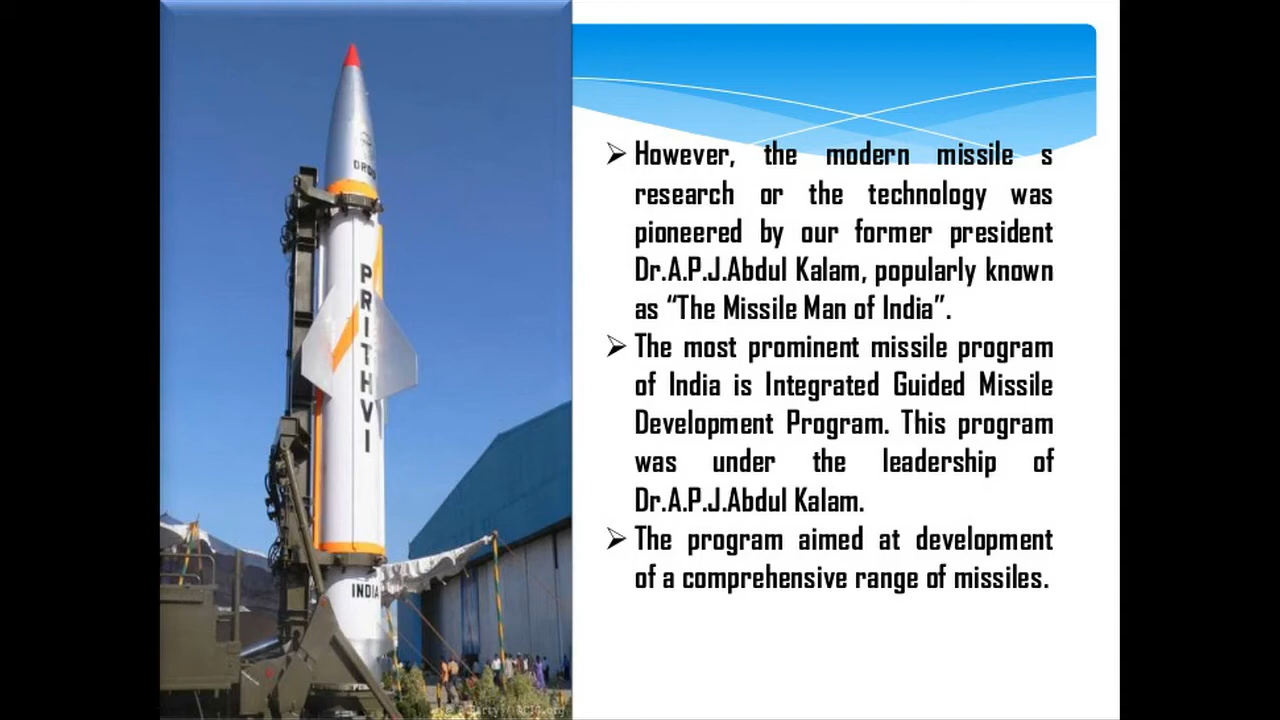 DRDO
PRITHVI
INDIA
However, the modern missile s
research or the technology was
pioneered by our former president
Dr.A.P.J.Abdul Kalam, popularly known
as “The Missile Man of India”.
The most prominent missile program
of India is Integrated Guided Missile
Development Program. This program
was under the leadership of
Dr.A.P.J.Abdul Kalam.
The program aimed at development
of a comprehensive range of missiles.